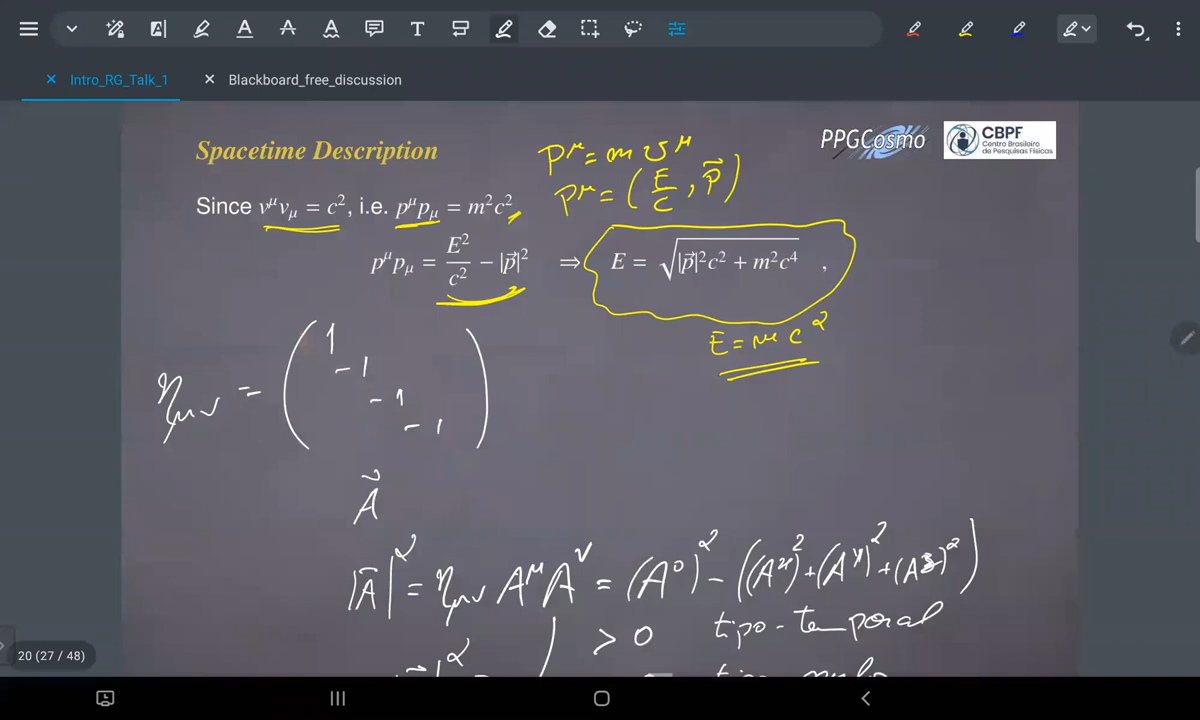 Intro_RG_Talk_1
Blackboard_free_discussion
PPGCosmo
CBPF
Centro Brasileiro
de Pesquisas Físicas
Spacetime Description
p^μ = m v^μ
p^μ = (E/c, p⃗)
Since v^μ v_μ = c², i.e. p^μ p_μ = m²c²,
p^μ p_μ = E²/c² − |p⃗|² ⇒ E = √(|p⃗|²c² + m²c⁴) ,
E = mc²
η_μν = ( 1
-1
-1
-1 )
A⃗
|A⃗|² = η_μν A^μ A^ν = (A⁰)² − ((A^x)² + (A^y)² + (A^z)²)
> 0 tipo-temporal
20 (27 / 48)